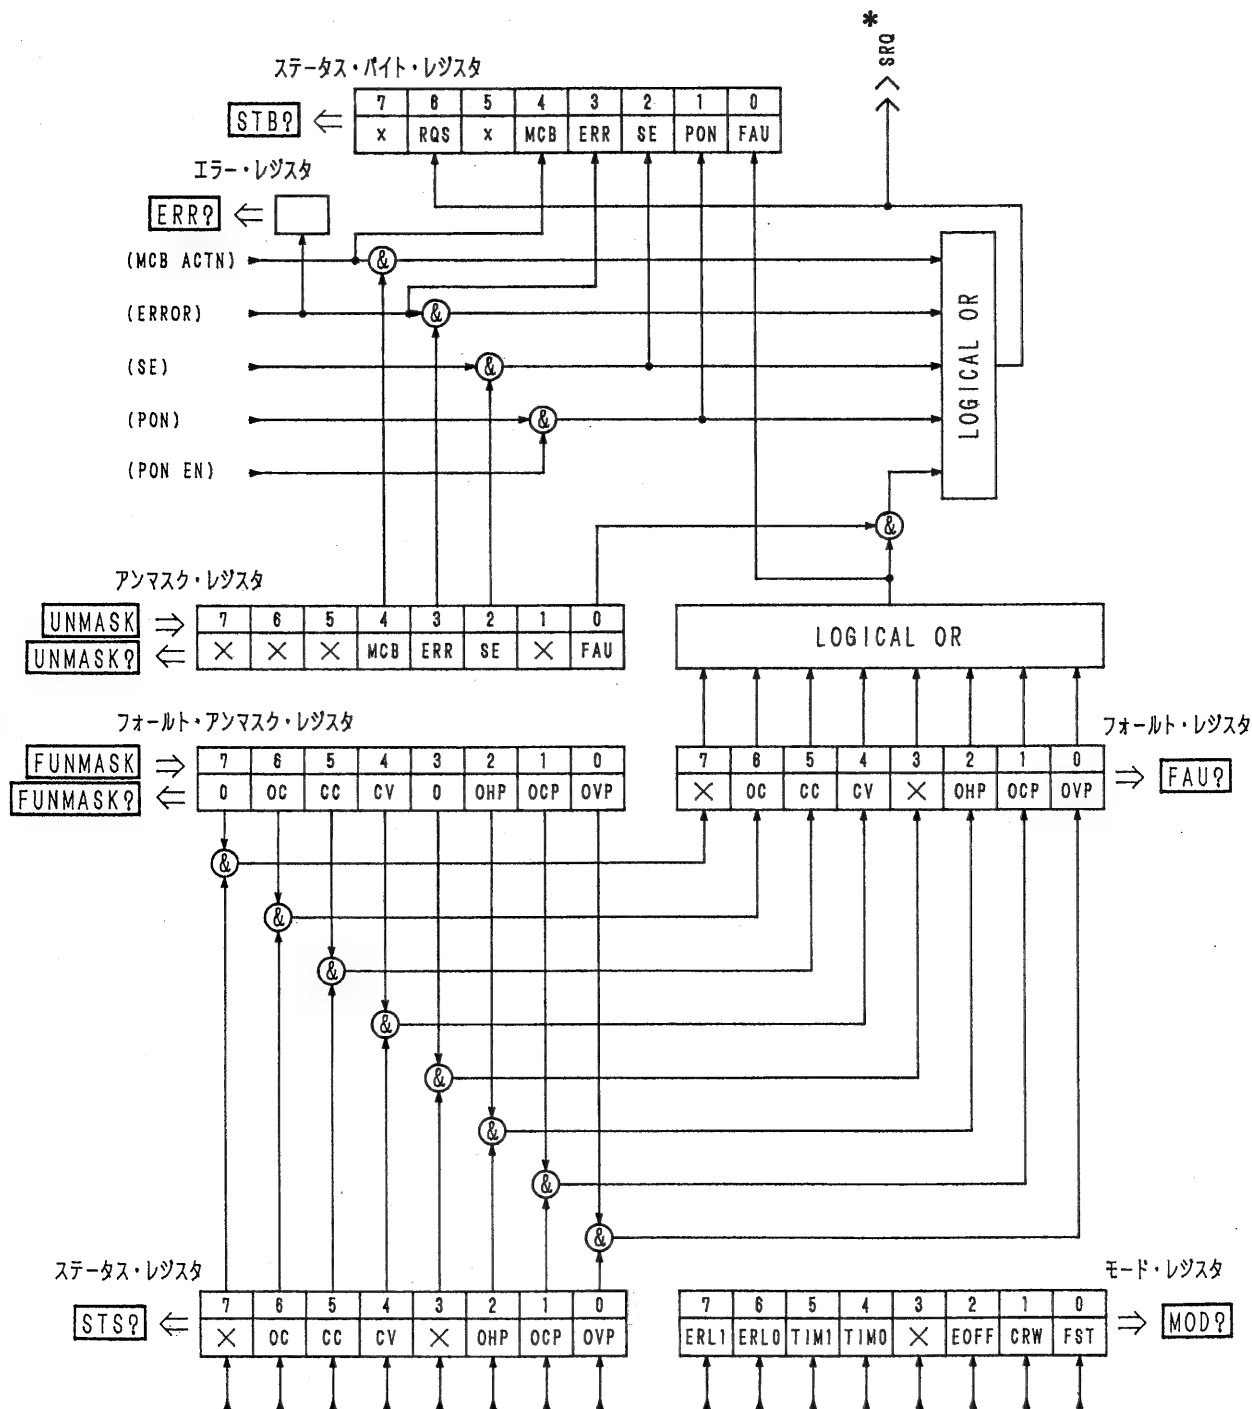 *
SRQ
ステータス・バイト・レジスタ
7 6 5 4 3 2 1 0
STB?
× RQS × MCB ERR SE PON FAU
エラー・レジスタ
ERR?
(MCB ACTN)
&
(ERROR)
&
(SE)
&
(PON)
&
(PON EN)
LOGICAL OR
&
アンマスク・レジスタ
UNMASK
7 6 5 4 3 2 1 0
UNMASK?
× × × MCB ERR SE × FAU
LOGICAL OR
フォールト・アンマスク・レジスタ
フォールト・レジスタ
FUNMASK
7 6 5 4 3 2 1 0
FUNMASK?
0 OC CC CV 0 OHP OCP OVP
7 6 5 4 3 2 1 0
× OC CC CV × OHP OCP OVP
FAU?
&
&
&
&
&
&
&
&
ステータス・レジスタ
モード・レジスタ
STS?
7 6 5 4 3 2 1 0
× OC CC CV × OHP OCP OVP
7 6 5 4 3 2 1 0
ERL1 ERL0 TIM1 TIM0 × EOFF CRW FST
MOD?